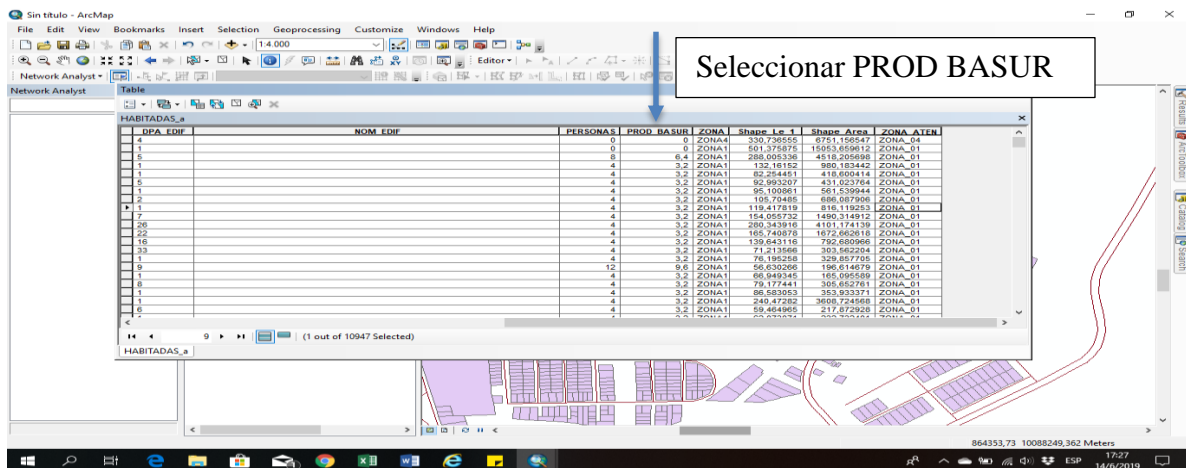 Sin título - ArcMap
File Edit View Bookmarks Insert Selection Geoprocessing Customize Windows Help
1:4.000
Editor
Network Analyst
Seleccionar PROD BASUR
Network Analyst
Table
HABITADAS_a
DPA_EDIF NOM_EDIF PERSONAS PROD_BASUR ZONA Shape_Le_1 Shape_Area ZONA_ATEN
4 0 0 ZONA4 330,736555 6751,156547 ZONA_04
1 0 0 ZONA1 501,375875 15053,659612 ZONA_01
5 8 6,4 ZONA1 288,005336 4518,205698 ZONA_01
1 4 3,2 ZONA1 132,16152 980,183442 ZONA_01
1 4 3,2 ZONA1 82,254451 418,600414 ZONA_01
5 4 3,2 ZONA1 92,993207 431,023764 ZONA_01
1 4 3,2 ZONA1 95,100861 561,539944 ZONA_01
2 4 3,2 ZONA1 105,70485 686,087906 ZONA_01
1 4 3,2 ZONA1 119,417819 816,119253 ZONA_01
7 4 3,2 ZONA1 154,055732 1490,314912 ZONA_01
26 4 3,2 ZONA1 280,343916 4101,174139 ZONA_01
22 4 3,2 ZONA1 165,740878 1672,662618 ZONA_01
16 4 3,2 ZONA1 139,643116 792,680966 ZONA_01
33 4 3,2 ZONA1 71,213566 303,562204 ZONA_01
1 4 3,2 ZONA1 76,195258 329,857705 ZONA_01
9 12 9,6 ZONA1 56,630266 196,614679 ZONA_01
1 4 3,2 ZONA1 66,949345 165,095589 ZONA_01
8 4 3,2 ZONA1 79,177441 305,652761 ZONA_01
1 4 3,2 ZONA1 86,583053 353,933371 ZONA_01
1 4 3,2 ZONA1 240,47282 3608,724568 ZONA_01
6 4 3,2 ZONA1 59,464965 217,872928 ZONA_01
9 (1 out of 10947 Selected)
HABITADAS_a
Results
ArcToolbox
Catalog
Search
864353,73 10088249,362 Meters
ESP 17:27
14/6/2019